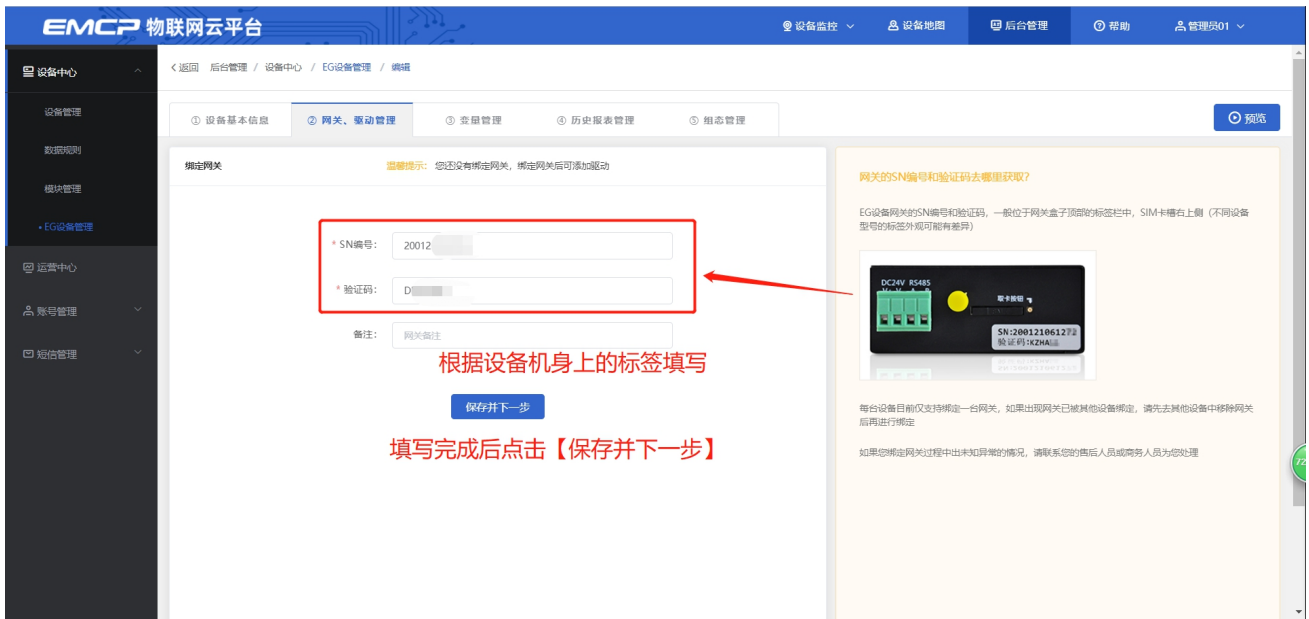 EMCP 物联网云平台
设备监控
设备地图
后台管理
帮助
管理员01
设备中心
设备管理
数据规则
模块管理
EG设备管理
运营中心
账号管理
短信管理
返回 后台管理 / 设备中心 / EG设备管理 / 编辑
① 设备基本信息
② 网关、驱动管理
③ 变量管理
④ 历史报表管理
⑤ 组态管理
预览
绑定网关
温馨提示: 您还没有绑定网关，绑定网关后可添加驱动
* SN编号: 20012
* 验证码: D
备注: 网关备注
根据设备机身上的标签填写
保存并下一步
填写完成后点击【保存并下一步】
网关的SN编号和验证码去哪里获取?
EG设备网关的SN编号和验证码，一般位于网关盒子顶部的标签栏中，SIM卡槽右上侧（不同设备
型号的标签外观可能有差异）
DC24V RS485
V- V+ A B
取卡按钮
SN:2001210612
验证码:KZHA
每台设备目前仅支持绑定一台网关，如果出现网关已被其他设备绑定，请先去其他设备中移除网关
后再进行绑定
如果您绑定网关过程中出未知异常的情况，请联系您的售后人员或商务人员为您处理
72